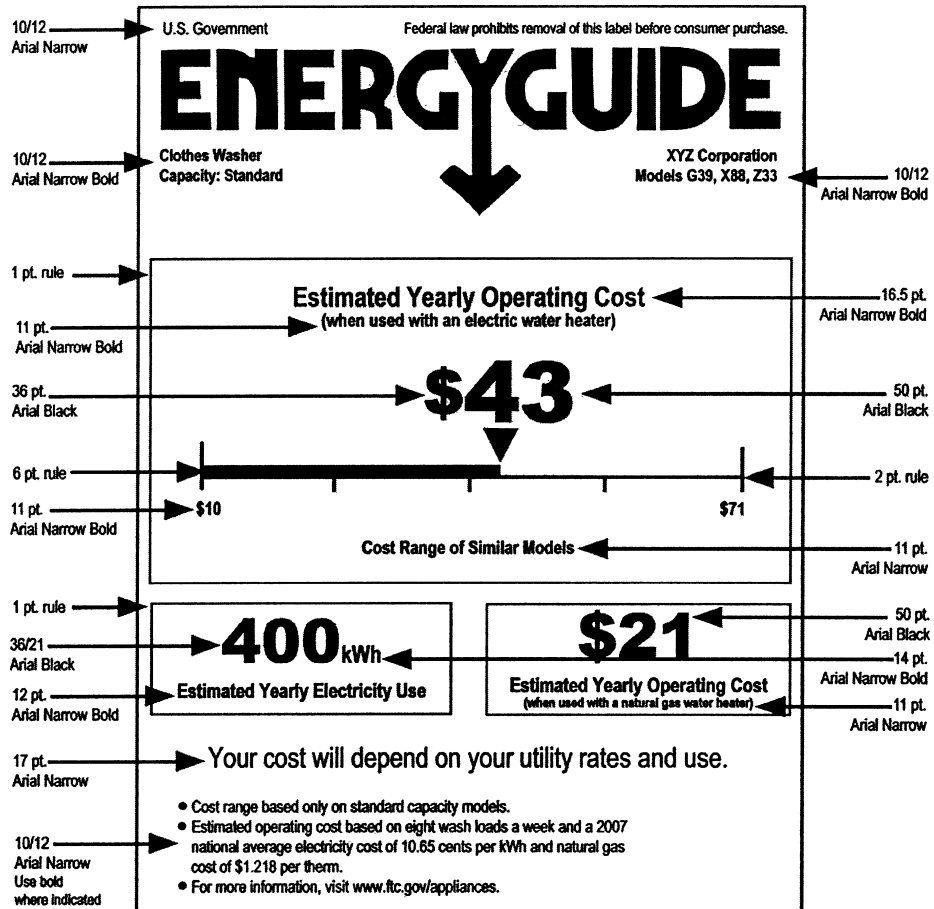 10/12
Arial Narrow
U.S. Government
Federal law prohibits removal of this label before consumer purchase.
ENERGYGUIDE
10/12
Arial Narrow Bold
Clothes Washer
Capacity: Standard
XYZ Corporation
Models G39, X88, Z33
10/12
Arial Narrow Bold
1 pt. rule
Estimated Yearly Operating Cost
16.5 pt.
Arial Narrow Bold
11 pt.
Arial Narrow Bold
(when used with an electric water heater)
36 pt.
Arial Black
$43
50 pt.
Arial Black
6 pt. rule
2 pt. rule
11 pt.
Arial Narrow Bold
$10
$71
Cost Range of Similar Models
11 pt.
Arial Narrow
1 pt. rule
36/21
Arial Black
400kWh
$21
50 pt.
Arial Black
14 pt.
Arial Narrow Bold
12 pt.
Arial Narrow Bold
Estimated Yearly Electricity Use
Estimated Yearly Operating Cost
(when used with a natural gas water heater)
11 pt.
Arial Narrow
17 pt.
Arial Narrow
Your cost will depend on your utility rates and use.
10/12
Arial Narrow
Use bold
where indicated
● Cost range based only on standard capacity models.
● Estimated operating cost based on eight wash loads a week and a 2007
national average electricity cost of 10.65 cents per kWh and natural gas
cost of $1.218 per therm.
● For more information, visit www.ftc.gov/appliances.